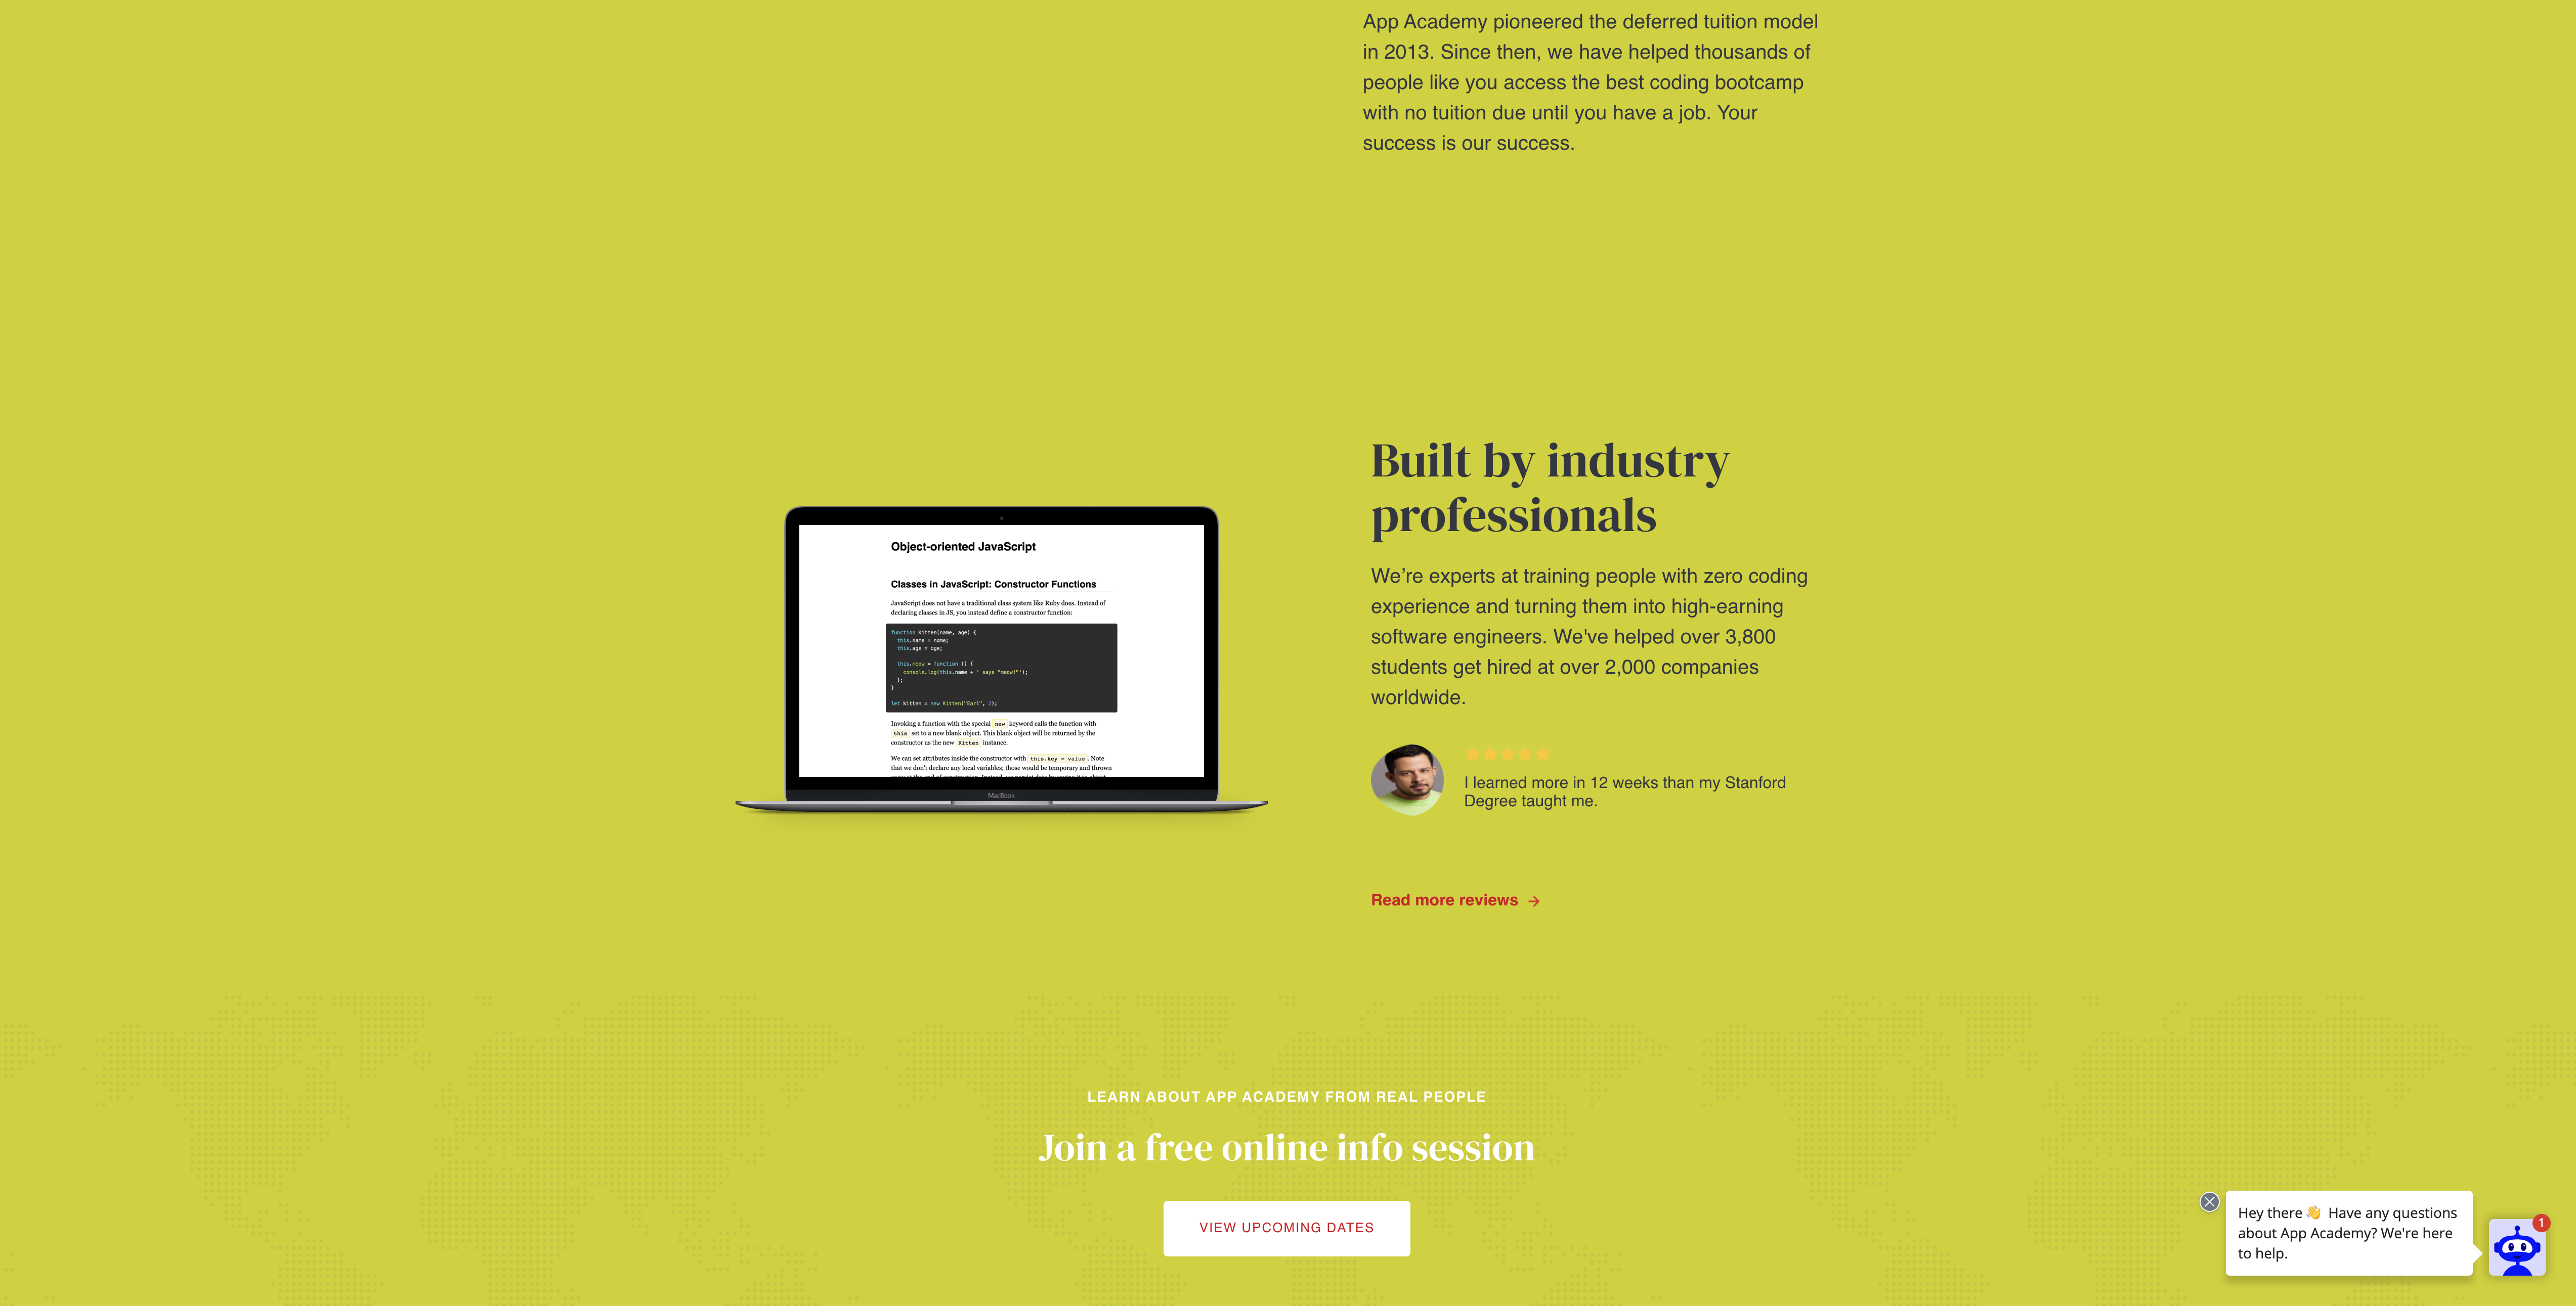 App Academy pioneered the deferred tuition model
in 2013. Since then, we have helped thousands of
people like you access the best coding bootcamp
with no tuition due until you have a job. Your
success is our success.
Object-oriented JavaScript
Classes in JavaScript: Constructor Functions
JavaScript does not have a traditional class system like Ruby does. Instead of
declaring classes in JS, you instead define a constructor function:
function Kitten(name, age) {
this.name = name;
this.age = age;
this.meow = function () {
console.log(this.name + ' says "meow!"');
};
}
let kitten = new Kitten("Earl", 2);
Invoking a function with the special new keyword calls the function with
this set to a new blank object. This blank object will be returned by the
constructor as the new Kitten instance.
We can set attributes inside the constructor with this.key = value. Note
that we don't declare any local variables; those would be temporary and thrown
MacBook
Built by industry
professionals
We’re experts at training people with zero coding
experience and turning them into high-earning
software engineers. We've helped over 3,800
students get hired at over 2,000 companies
worldwide.
I learned more in 12 weeks than my Stanford
Degree taught me.
Read more reviews →
LEARN ABOUT APP ACADEMY FROM REAL PEOPLE
Join a free online info session
VIEW UPCOMING DATES
Hey there 👋 Have any questions
about App Academy? We're here
to help.
1